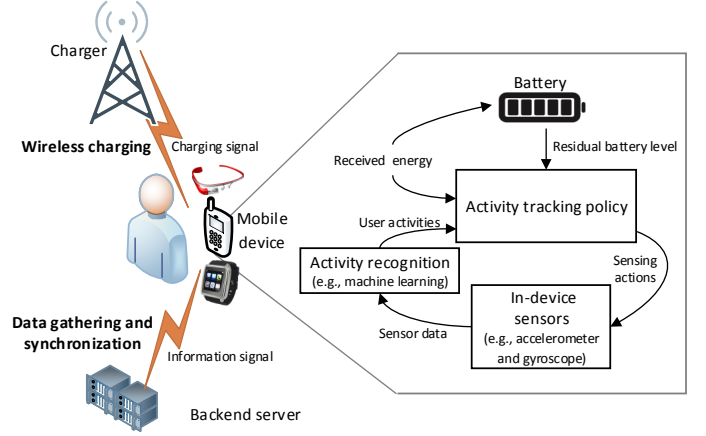 Charger
Wireless charging
Charging signal
Mobile
device
Data gathering and
synchronization
Information signal
Backend server
Battery
Residual battery level
Received energy
Activity tracking policy
User activities
Activity recognition
(e.g., machine learning)
Sensing
actions
In-device
sensors
(e.g., accelerometer
and gyroscope)
Sensor data